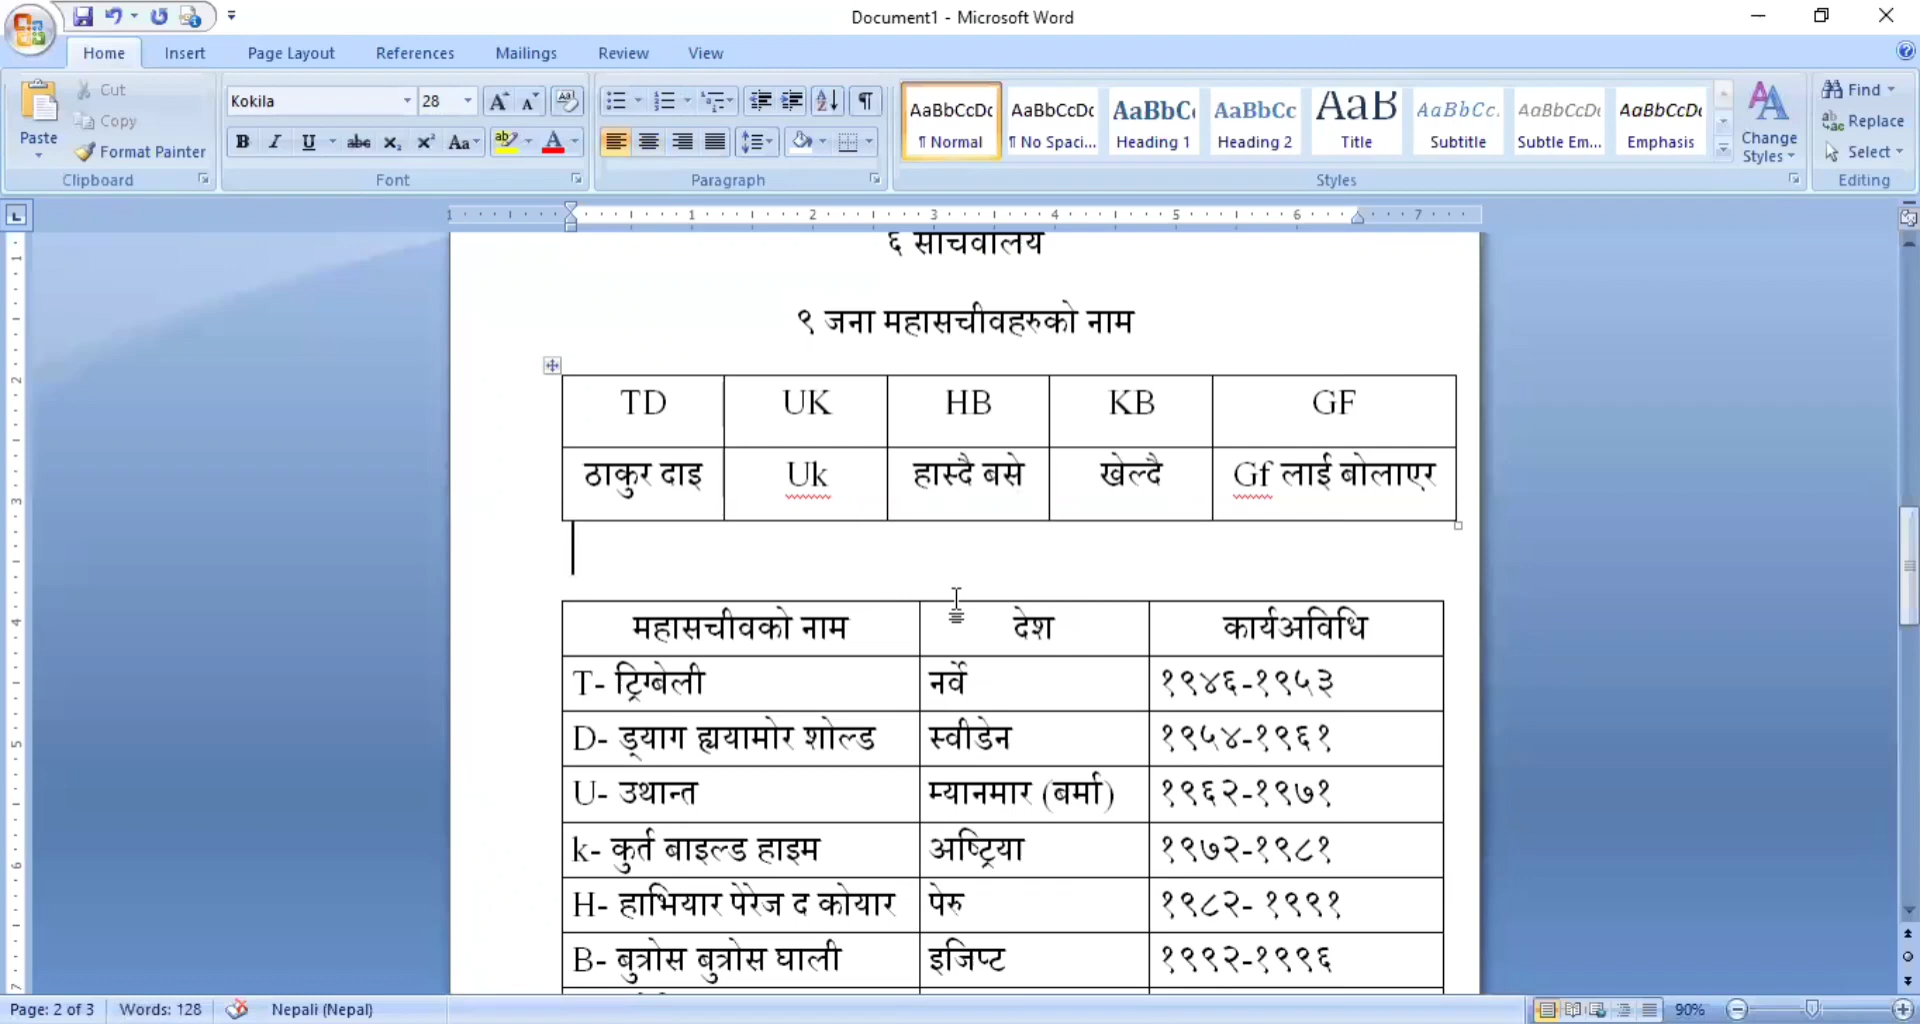 Document1 - Microsoft Word
Home Insert Page Layout References Mailings Review View
Paste
Cut
Copy
Format Painter
Clipboard
Kokila 28
Font
Paragraph
AaBbCcDc AaBbCcDc AaBbC AaBbCc AaB AaBbCc. AaBbCcDc AaBbCcDc
¶ Normal ¶ No Spaci... Heading 1 Heading 2 Title Subtitle Subtle Em... Emphasis
Change Styles
Styles
Find
Replace
Select
Editing
६ सचिवालय
९ जना महासचीवहरुको नाम
TD UK HB KB GF
ठाकुर दाइ Uk हास्दै बसे खेल्दै Gf लाई बोलाएर
महासचीवको नाम देश कार्यअविधि
T- ट्रिग्बेली नर्वे १९४६-१९५३
D- ड्याग ह्ययामोर शोल्ड स्वीडेन १९५४-१९६१
U- उथान्त म्यानमार (बर्मा) १९६२-१९७१
k- कुर्त बाइल्ड हाइम अष्ट्रिया १९७२-१९८१
H- हाभियार पेरेज द कोयार पेरु १९८२- १९९१
B- बुत्रोस बुत्रोस घाली इजिप्ट १९९२-१९९६
Page: 2 of 3 Words: 128 Nepali (Nepal) 90%